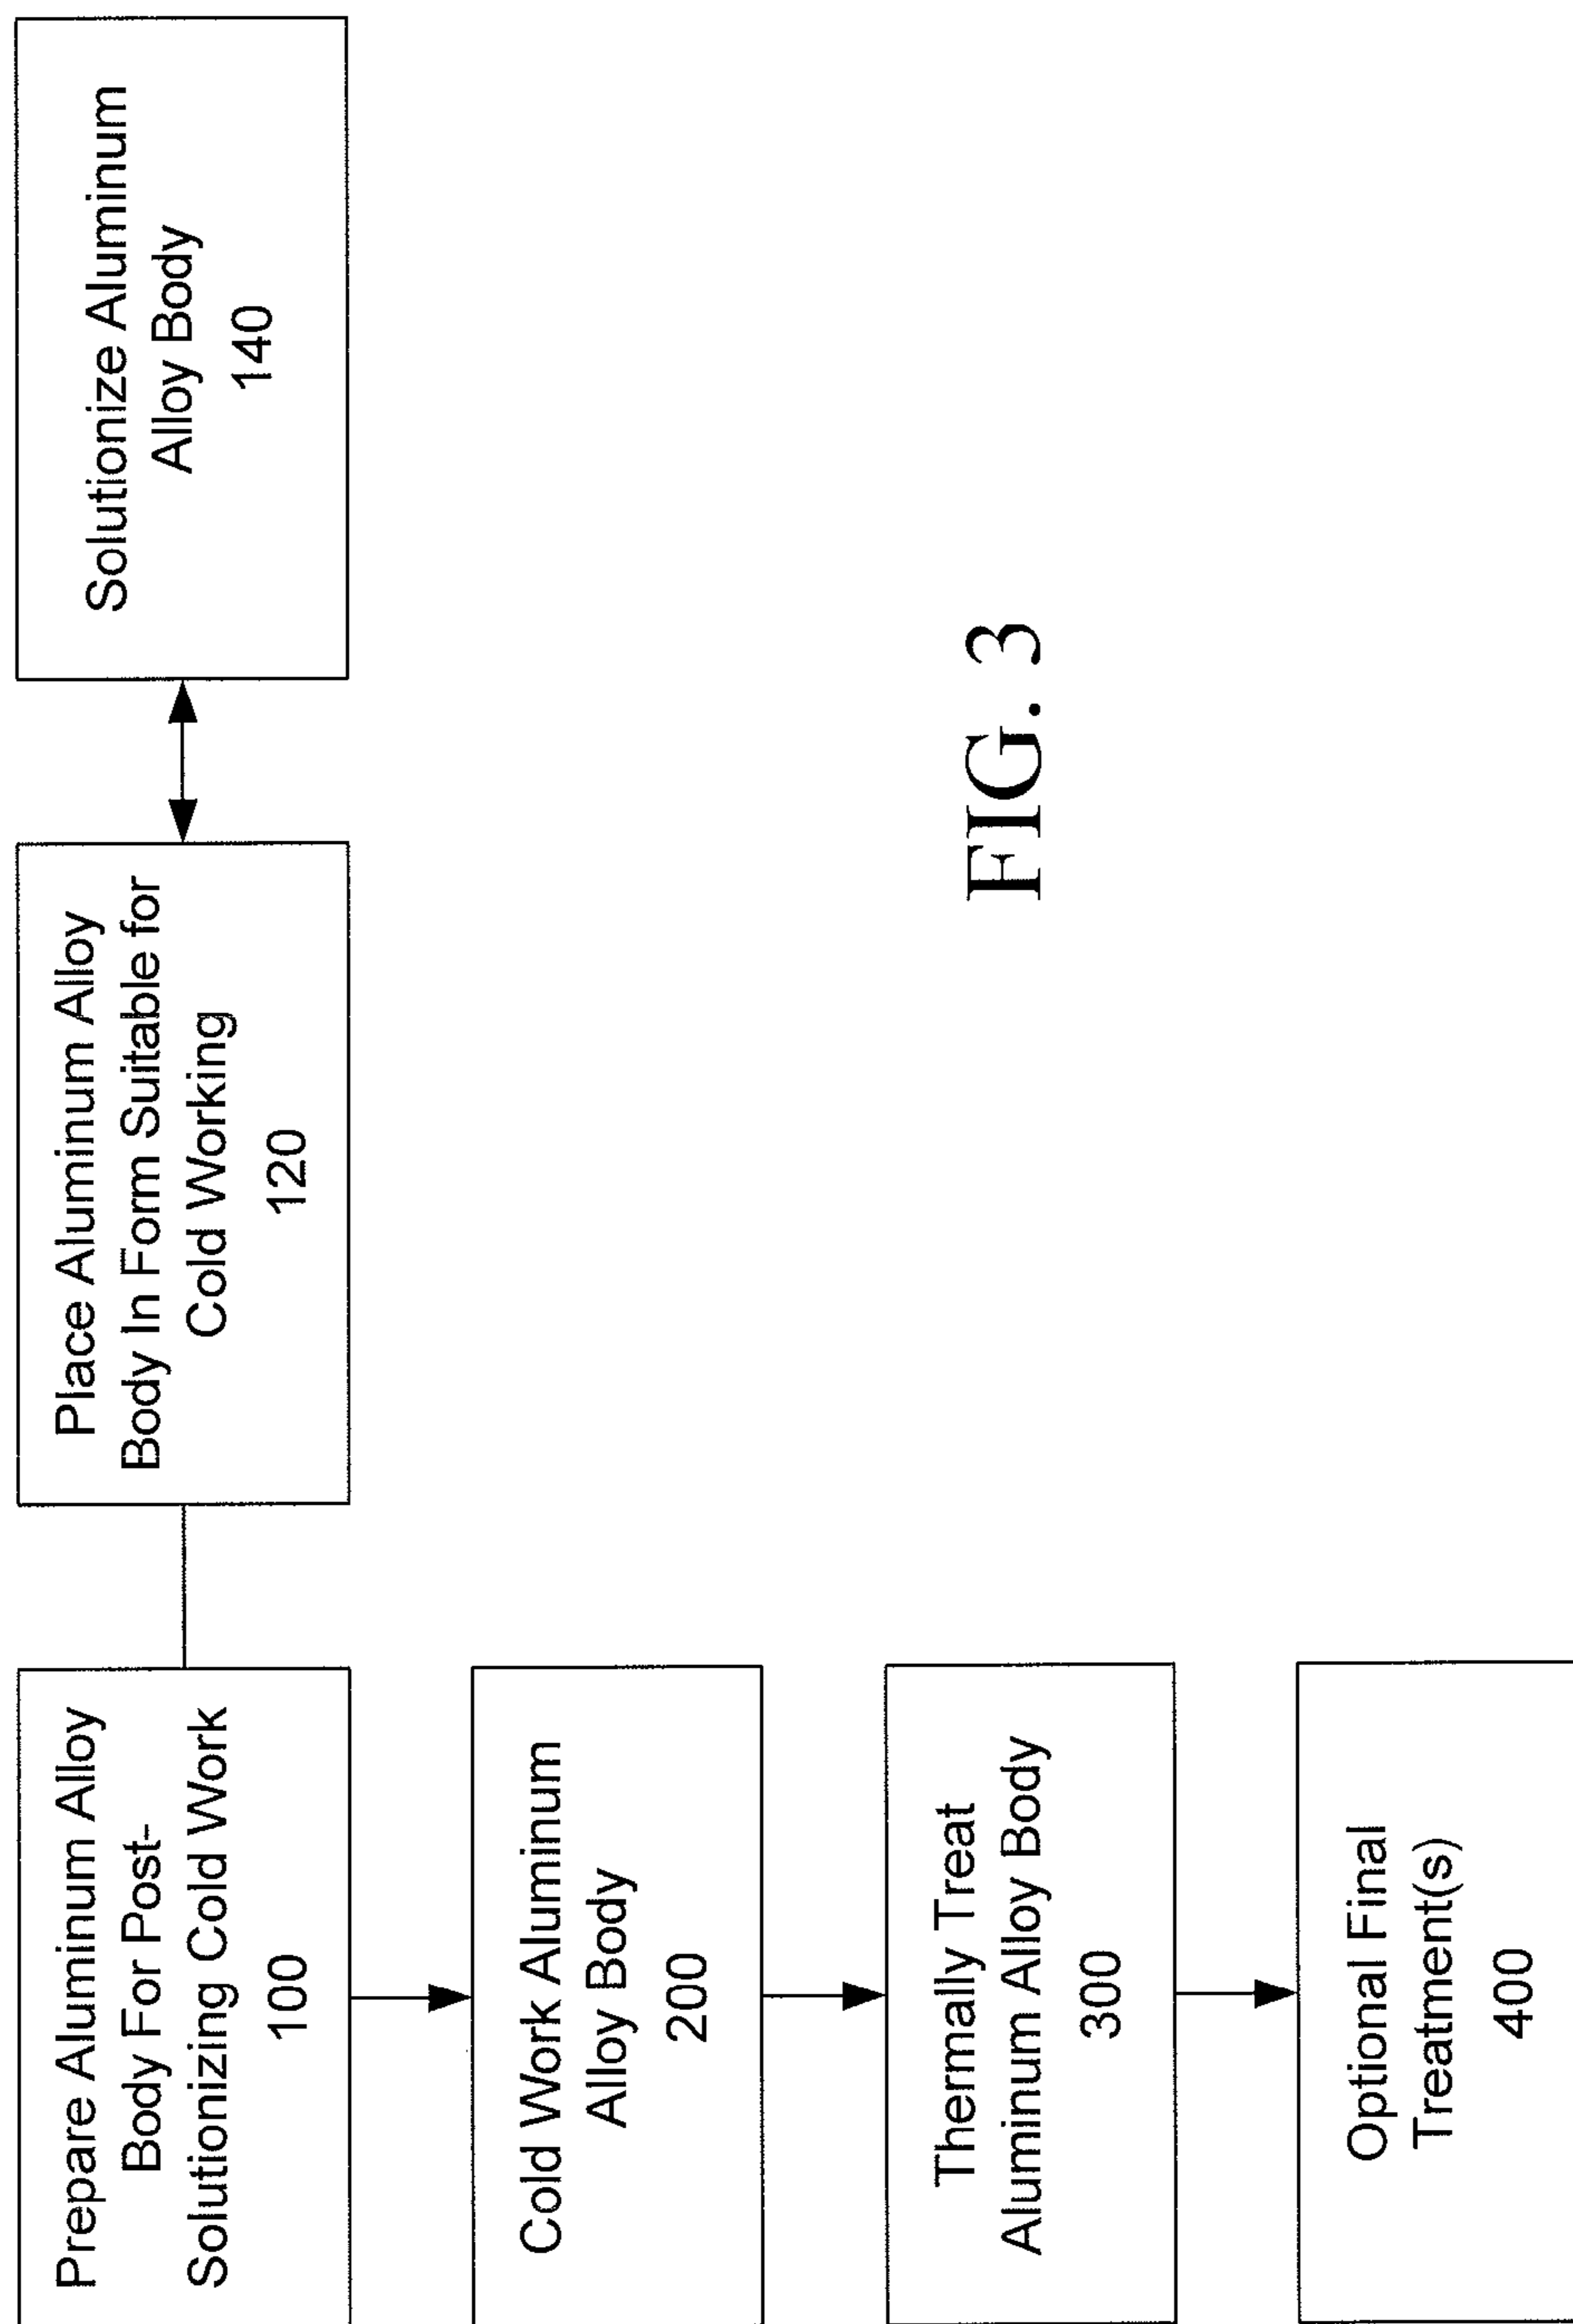 Prepare Aluminum Alloy
Body For Post-
Solutionizing Cold Work
100
Place Aluminum Alloy
Body In Form Suitable for
Cold Working
120
Solutionize Aluminum
Alloy Body
140
Cold Work Aluminum
Alloy Body
200
Thermally Treat
Aluminum Alloy Body
300
Optional Final
Treatment(s)
400
FIG. 3